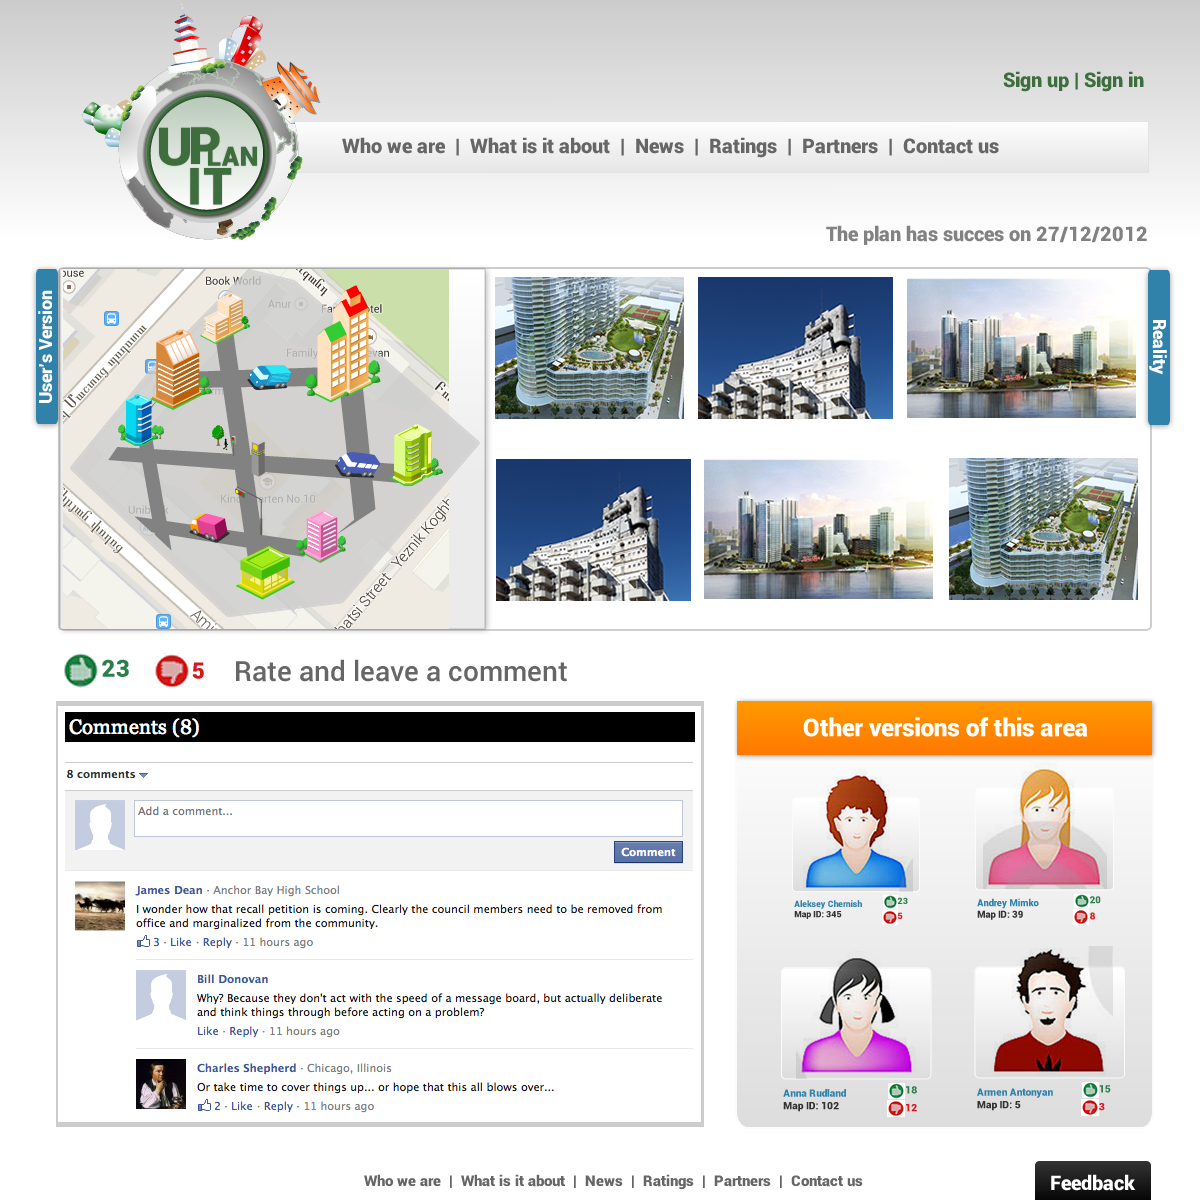 UPLAN
IT
Sign up | Sign in
Who we are | What is it about | News | Ratings | Partners | Contact us
The plan has succes on 27/12/2012
User's Version
ouse
Book World
Anur
Family
Kindergarten No.10
Yeznik Kogh
Street
Reality
23
5
Rate and leave a comment
Comments (8)
8 comments
Add a comment...
Comment
James Dean · Anchor Bay High School
I wonder how that recall petition is coming. Clearly the council members need to be removed from
office and marginalized from the community.
3 · Like · Reply · 11 hours ago
Bill Donovan
Why? Because they don't act with the speed of a message board, but actually deliberate
and think things through before acting on a problem?
Like · Reply · 11 hours ago
Charles Shepherd · Chicago, Illinois
Or take time to cover things up... or hope that this all blows over...
2 · Like · Reply · 11 hours ago
Other versions of this area
Aleksey Chemish
Map ID: 345
23
5
Andrey Mimko
Map ID: 39
20
8
Anna Rudland
Map ID: 102
18
12
Armen Antonyan
Map ID: 5
15
3
Who we are | What is it about | News | Ratings | Partners | Contact us
Feedback